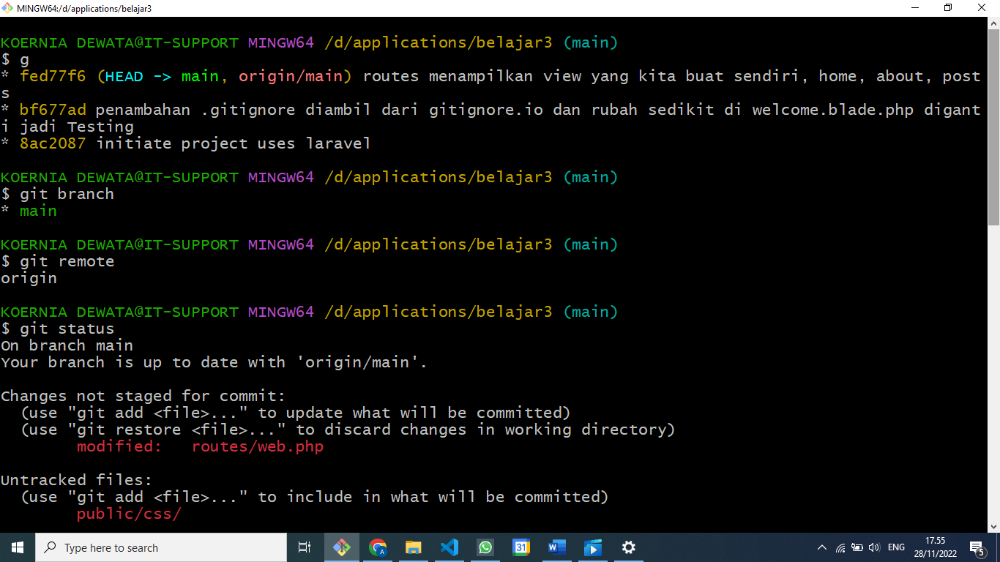 MINGW64:/d/applications/belajar3
KOERNIA DEWATA@IT-SUPPORT MINGW64 /d/applications/belajar3 (main)
$ g
* fed77f6 (HEAD -> main, origin/main) routes menampilkan view yang kita buat sendiri, home, about, post
s
* bf677ad penambahan .gitignore diambil dari gitignore.io dan rubah sedikit di welcome.blade.php digant
i jadi Testing
* 8ac2087 initiate project uses laravel
KOERNIA DEWATA@IT-SUPPORT MINGW64 /d/applications/belajar3 (main)
$ git branch
* main
KOERNIA DEWATA@IT-SUPPORT MINGW64 /d/applications/belajar3 (main)
$ git remote
origin
KOERNIA DEWATA@IT-SUPPORT MINGW64 /d/applications/belajar3 (main)
$ git status
On branch main
Your branch is up to date with 'origin/main'.
Changes not staged for commit:
  (use "git add <file>..." to update what will be committed)
  (use "git restore <file>..." to discard changes in working directory)
        modified:   routes/web.php
Untracked files:
  (use "git add <file>..." to include in what will be committed)
        public/css/
Type here to search
A
31
W
ENG
17.55
28/11/2022
5